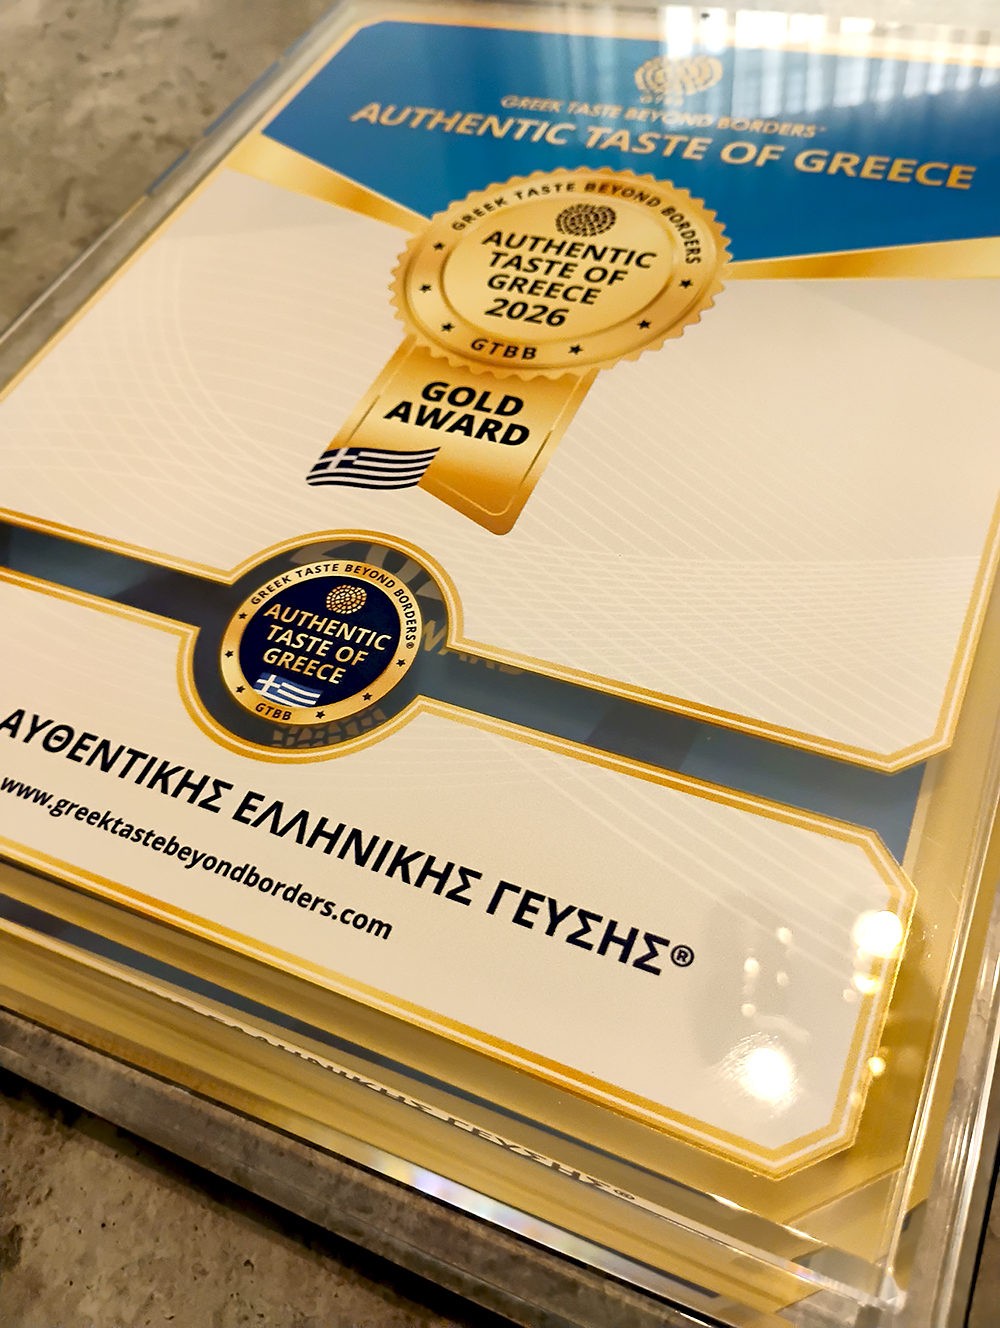 GTBB
GREEK TASTE BEYOND BORDERS
AUTHENTIC TASTE OF GREECE
GREEK TASTE BEYOND BORDERS
AUTHENTIC
TASTE OF
GREECE
2026
GTBB
GOLD
AWARD
GREEK TASTE BEYOND BORDERS®
AUTHENTIC
TASTE OF
GREECE
GTBB
ΑΥΘΕΝΤΙΚΗΣ ΕΛΛΗΝΙΚΗΣ ΓΕΥΣΗΣ®
www.greektastebeyondborders.com